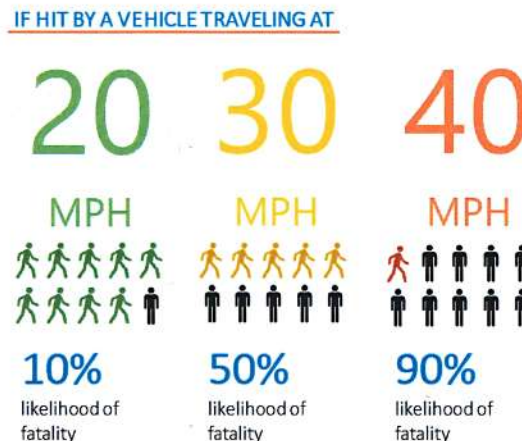 IF HIT BY A VEHICLE TRAVELING AT
20 30 40
MPH MPH MPH
10% 50% 90%
likelihood of likelihood of likelihood of
fatality fatality fatality